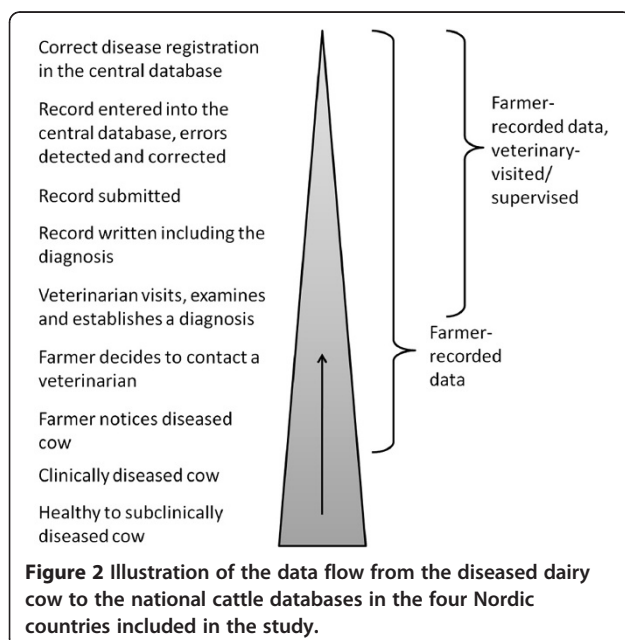 Correct disease registration
in the central database
Record entered into the
central database, errors
detected and corrected
Record submitted
Record written including the
diagnosis
Veterinarian visits, examines
and establishes a diagnosis
Farmer decides to contact a
veterinarian
Farmer notices diseased
cow
Clinically diseased cow
Healthy to subclinically
diseased cow
Farmer-
recorded data,
veterinary-
visited/
supervised
Farmer-
recorded
data
Figure 2 Illustration of the data flow from the diseased dairy
cow to the national cattle databases in the four Nordic
countries included in the study.